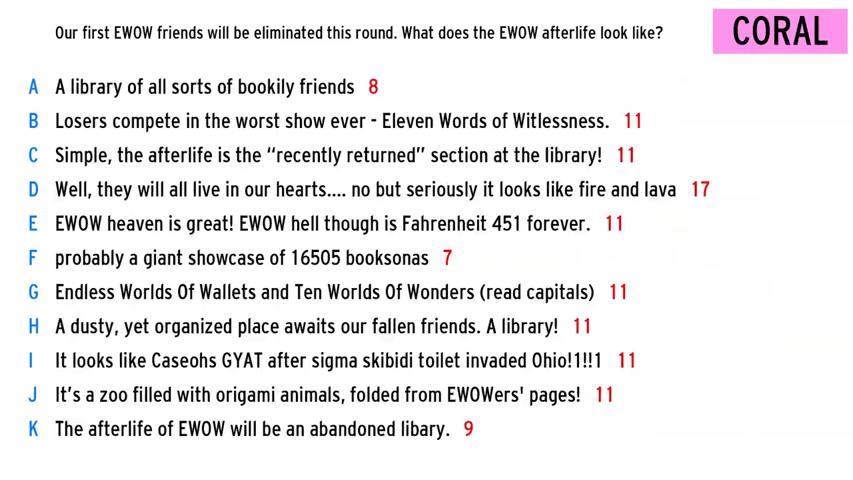 Our first EWOW friends will be eliminated this round. What does the EWOW afterlife look like?
CORAL
A A library of all sorts of bookily friends 8
B Losers compete in the worst show ever - Eleven Words of Witlessness. 11
C Simple, the afterlife is the “recently returned” section at the library! 11
D Well, they will all live in our hearts.... no but seriously it looks like fire and lava 17
E EWOW heaven is great! EWOW hell though is Fahrenheit 451 forever. 11
F probably a giant showcase of 16505 booksonas 7
G Endless Worlds Of Wallets and Ten Worlds Of Wonders (read capitals) 11
H A dusty, yet organized place awaits our fallen friends. A library! 11
I It looks like Caseohs GYAT after sigma skibidi toilet invaded Ohio!1!!1 11
J It’s a zoo filled with origami animals, folded from EWOWers' pages! 11
K The afterlife of EWOW will be an abandoned libary. 9